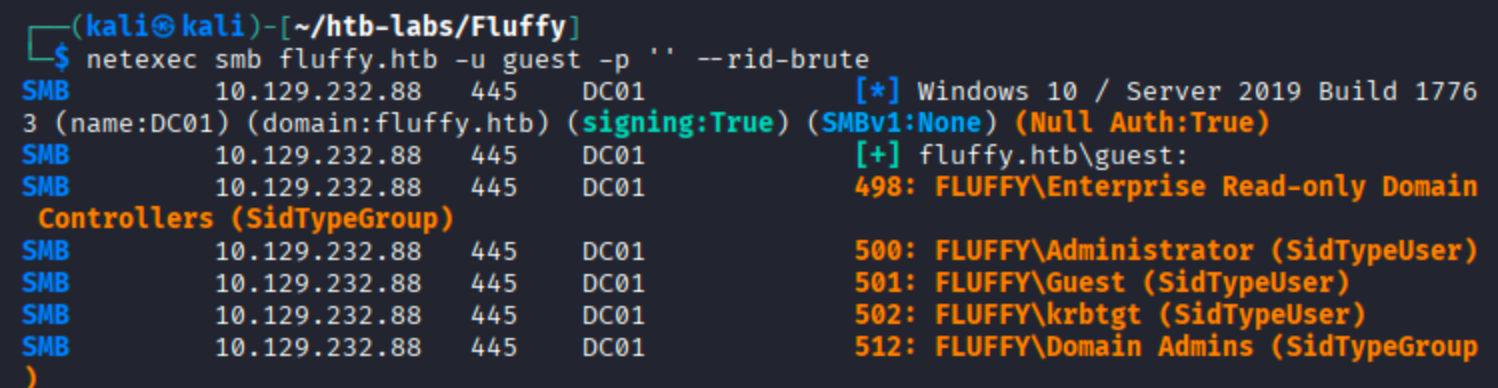 ┌──(kali㉿kali)-[~/htb-labs/Fluffy]
└─$ netexec smb fluffy.htb -u guest -p '' --rid-brute
SMB         10.129.232.88   445    DC01             [*] Windows 10 / Server 2019 Build 1776
3 (name:DC01) (domain:fluffy.htb) (signing:True) (SMBv1:None) (Null Auth:True)
SMB         10.129.232.88   445    DC01             [+] fluffy.htb\guest:
SMB         10.129.232.88   445    DC01             498: FLUFFY\Enterprise Read-only Domain
 Controllers (SidTypeGroup)
SMB         10.129.232.88   445    DC01             500: FLUFFY\Administrator (SidTypeUser)
SMB         10.129.232.88   445    DC01             501: FLUFFY\Guest (SidTypeUser)
SMB         10.129.232.88   445    DC01             502: FLUFFY\krbtgt (SidTypeUser)
SMB         10.129.232.88   445    DC01             512: FLUFFY\Domain Admins (SidTypeGroup
)